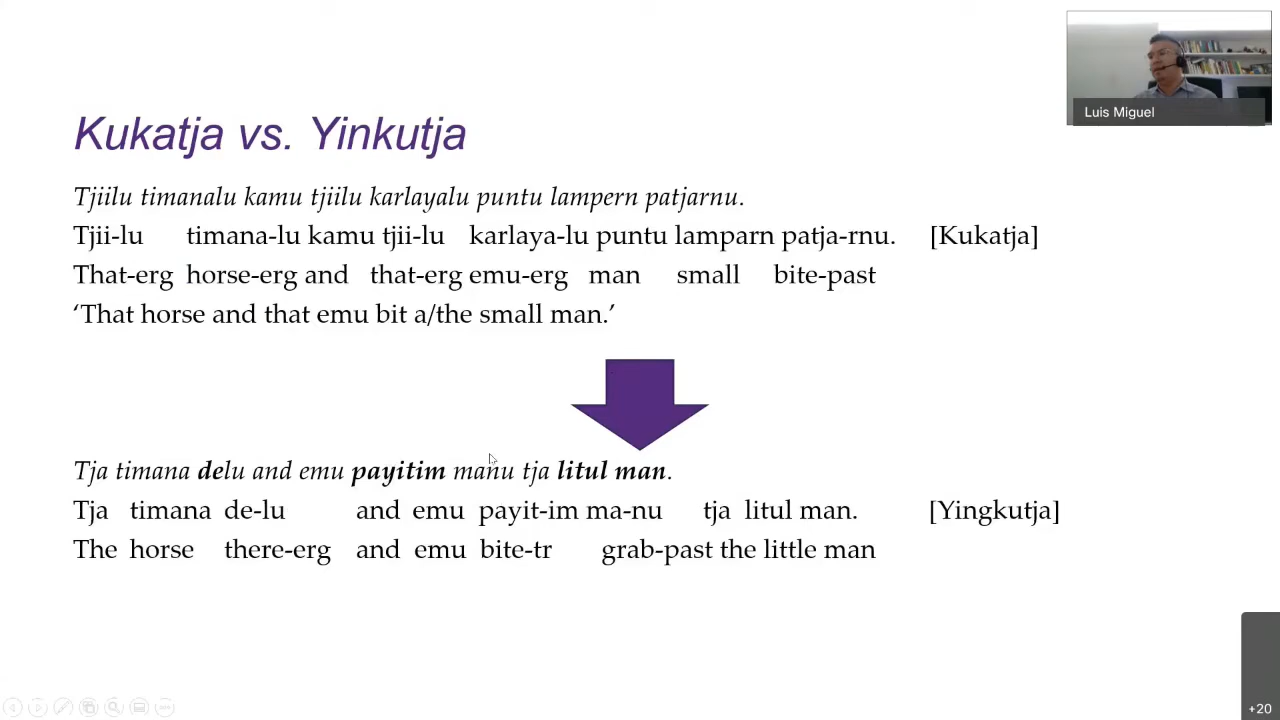 Luis Miguel
Kukatja vs. Yinkutja
Tjiilu timanalu kamu tjiilu karlayalu puntu lampern patjarnu.
Tjii-lu timana-lu kamu tjii-lu karlaya-lu puntu lamparn patja-rnu. [Kukatja]
That-erg horse-erg and that-erg emu-erg man small bite-past
‘That horse and that emu bit a/the small man.’
Tja timana delu and emu payitim manu tja litul man.
Tja timana de-lu and emu payit-im ma-nu tja litul man. [Yingkutja]
The horse there-erg and emu bite-tr grab-past the little man
+20